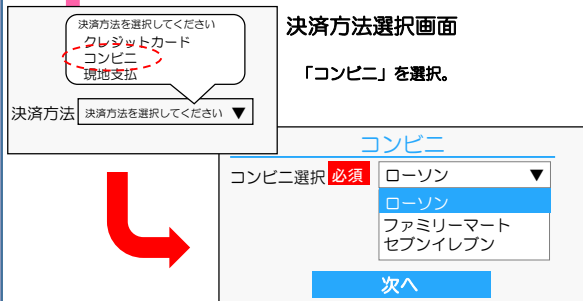 決済方法を選択してください
クレジットカード
コンビニ
現地支払
決済方法 決済方法を選択してください ▼
決済方法選択画面
「コンビニ」を選択。
コンビニ
コンビニ選択 必須 ローソン ▼
ローソン
ファミリーマート
セブンイレブン
次へ